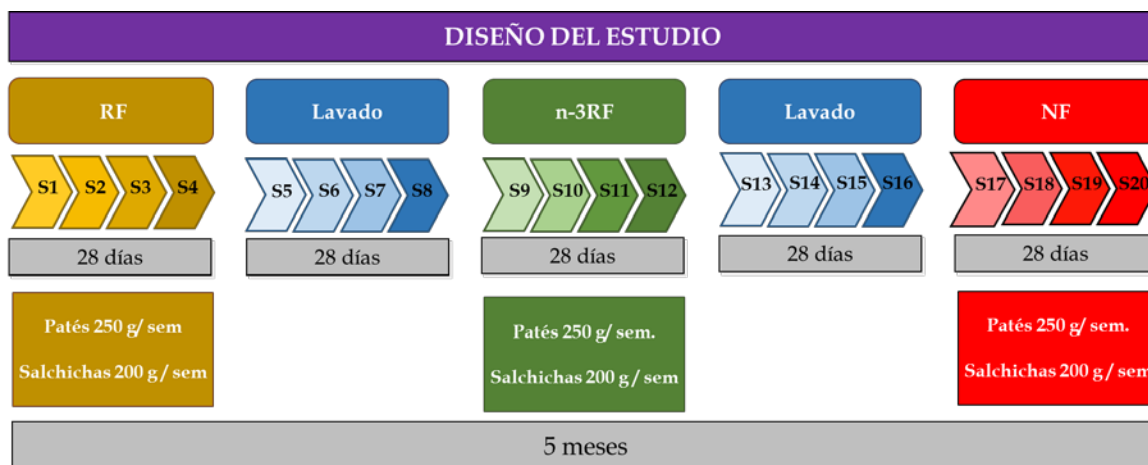 DISEÑO DEL ESTUDIO
RF
Lavado
n-3RF
Lavado
NF
S1 S2 S3 S4
S5 S6 S7 S8
S9 S10 S11 S12
S13 S14 S15 S16
S17 S18 S19 S20
28 días
28 días
28 días
28 días
28 días
Patés 250 g/ sem
Salchichas 200 g / sem
Patés 250 g/ sem.
Salchichas 200 g / sem
Patés 250 g/ sem.
Salchichas 200 g / sem
5 meses